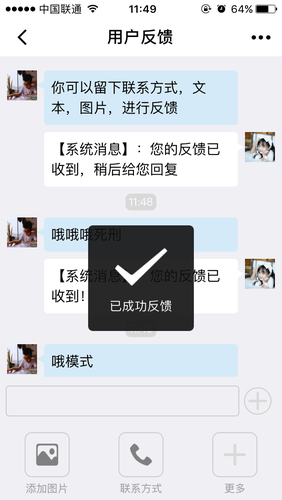 中国联通 11:49 64%
用户反馈
你可以留下联系方式，文
本，图片，进行反馈
【系统消息】：您的反馈已
收到，稍后给您回复
11:48
哦哦哦死刑
【系统消息】：您的反馈已
收到！
已成功反馈
哦模式
添加图片 联系方式 更多